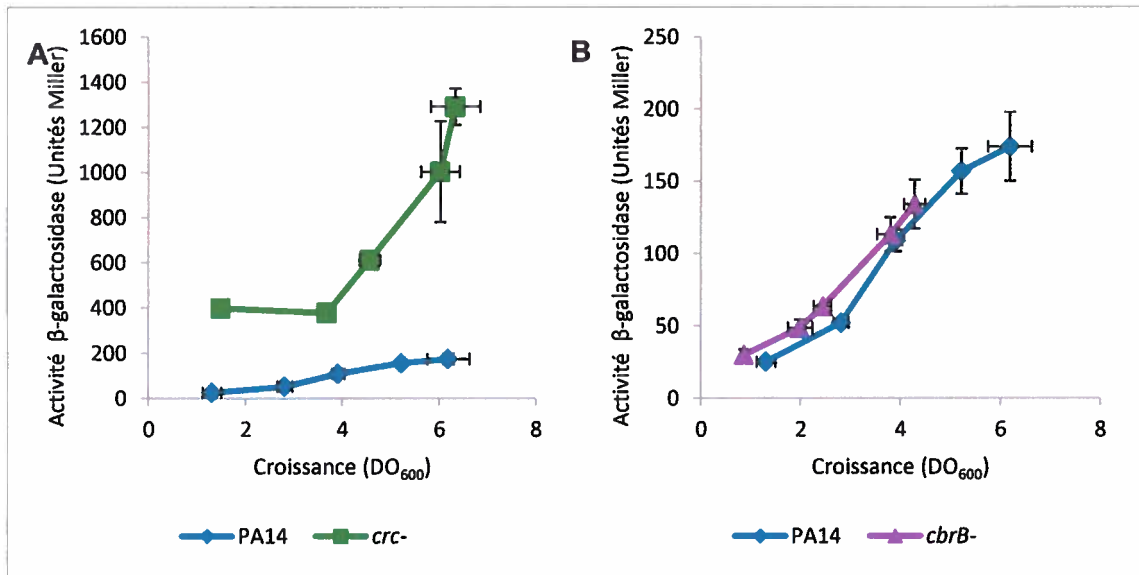 A
Activité β-galactosidase (Unités Miller)
1600
1400
1200
1000
800
600
400
200
0
0 2 4 6 8
Croissance (DO600)
PA14 crc-
B
Activité β-galactosidase (Unités Miller)
250
200
150
100
50
0
0 2 4 6 8
Croissance (DO600)
PA14 cbrB-